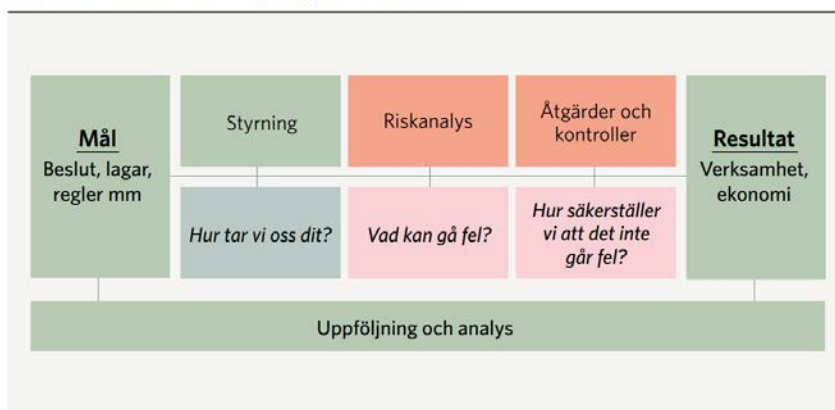 Mål
Beslut, lagar,
regler mm
Styrning
Hur tar vi oss dit?
Riskanalys
Vad kan gå fel?
Åtgärder och
kontroller
Hur säkerställer
vi att det inte
går fel?
Resultat
Verksamhet,
ekonomi
Uppföljning och analys